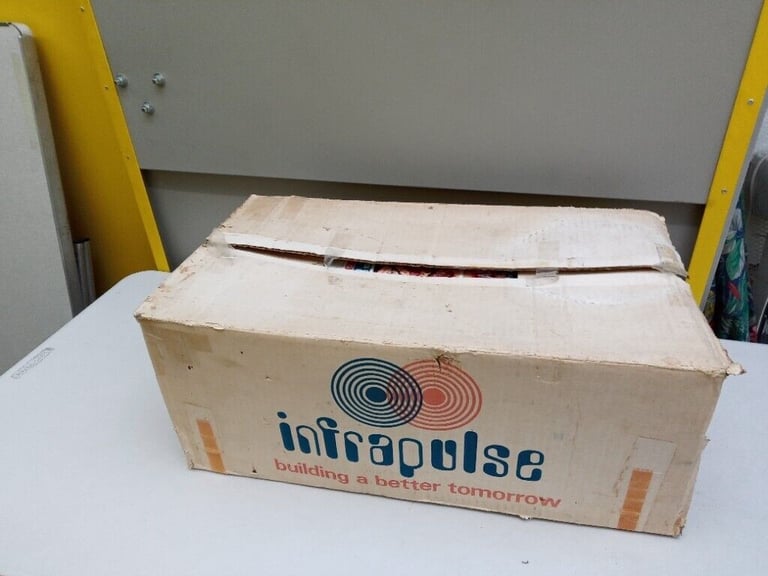 infrapulse
building a better tomorrow